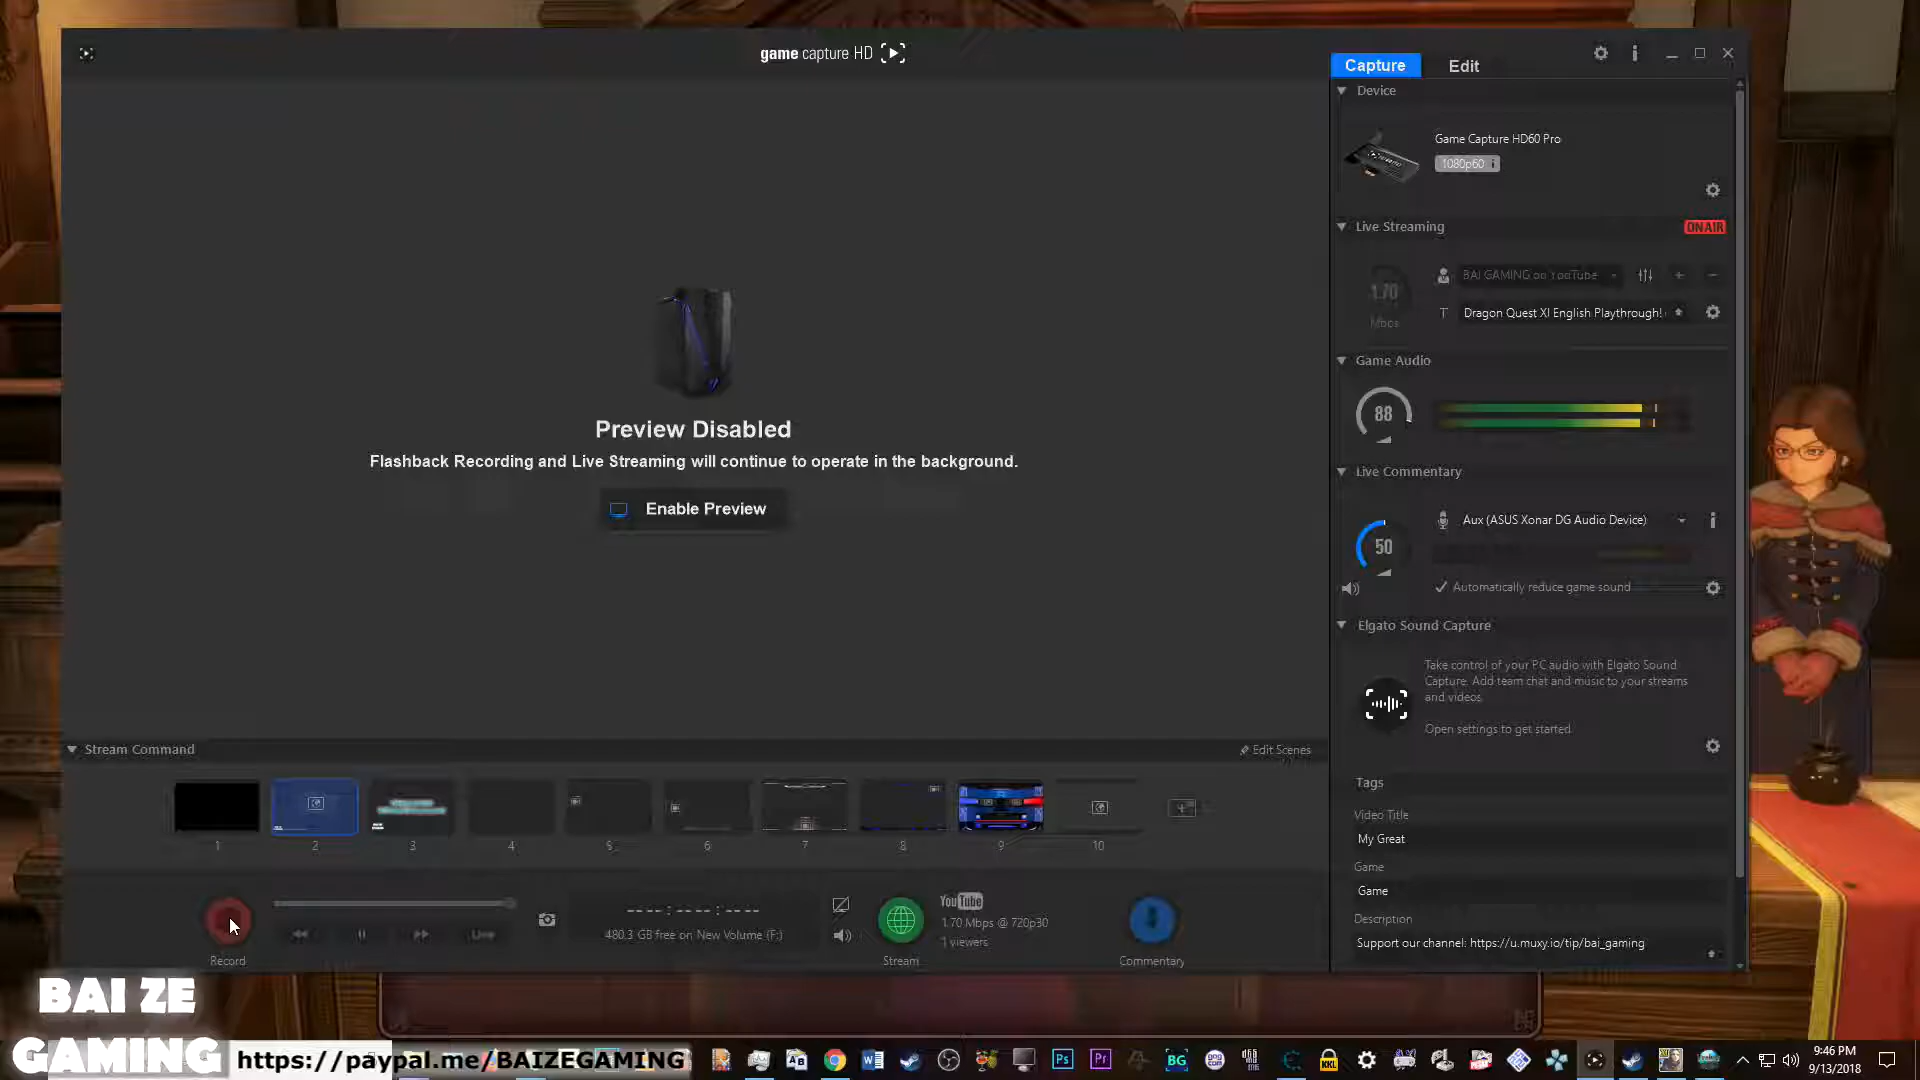 game capture HD
Capture
Edit
Device
Game Capture HD60 Pro
1080p60 i
Live Streaming
ON AIR
1.70
Mbps
BAI GAMING on YouTube
T
Dragon Quest XI English Playthrough!
Game Audio
88
Live Commentary
Aux (ASUS Xonar DG Audio Device)
50
Automatically reduce game sound
Elgato Sound Capture
Take control of your PC audio with Elgato Sound
Capture. Add team chat and music to your streams
and videos.
Open settings to get started.
Tags
Video Title
My Great
Game
Game
Description
Support our channel: https://u.muxy.io/tip/bai_gaming
Preview Disabled
Flashback Recording and Live Streaming will continue to operate in the background.
Enable Preview
Stream Command
Edit Scenes
1 2 3 4 5 6 7 8 9 10
--:--:-- / --:--:--
480.3 GB free on New Volume (F:)
Live
YouTube
1.70 Mbps @ 720p30
1 viewers
Record
Stream
Commentary
BAI ZE
GAMING
https://paypal.me/BAIZEGAMING
Ps
Pr
BG
KKL
9:46 PM
9/13/2018